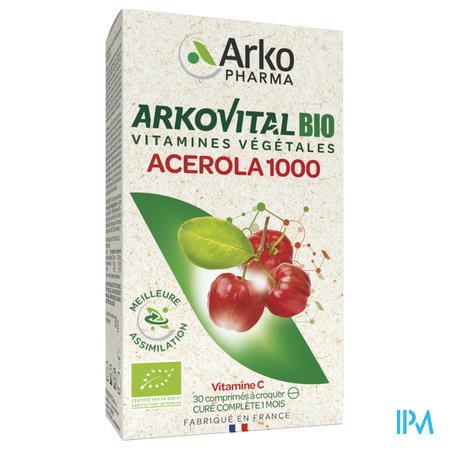 Arko
PHARMA
ARKOVITAL BIO
VITAMINES VÉGÉTALES
ACEROLA 1000
MEILLEURE
ASSIMILATION
Vitamine C
30 comprimés à croquer
CURE COMPLÈTE 1 MOIS
FABRIQUÉ EN FRANCE
IPM